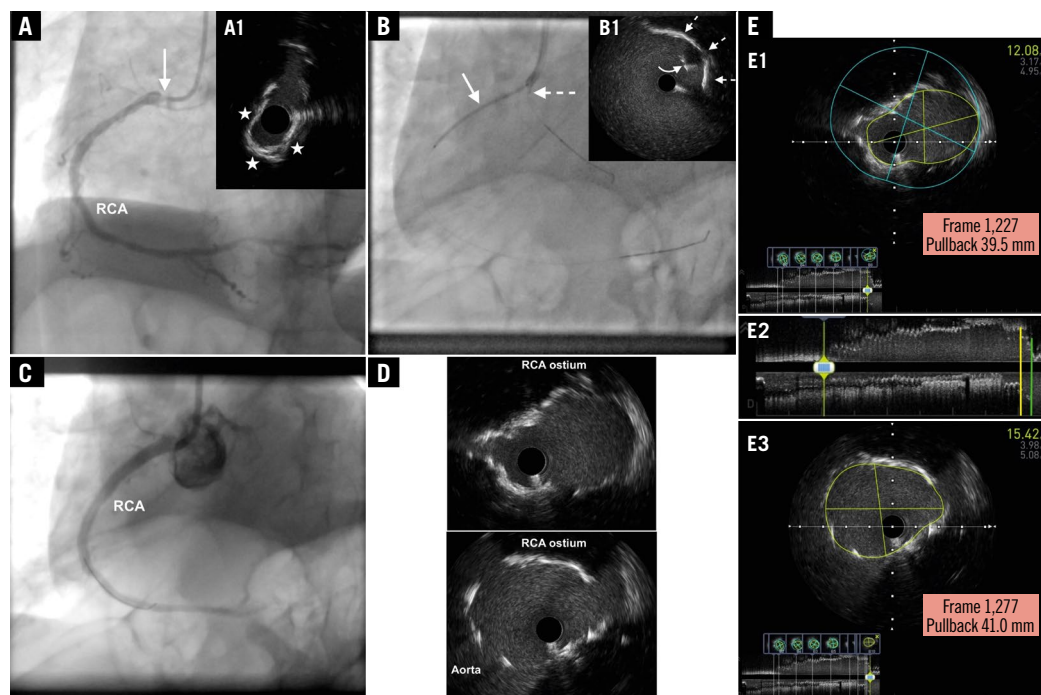 A
A1
RCA
B
B1
C
RCA
D
RCA ostium
RCA ostium
Aorta
E
E1
12.08
3.17
4.95
Frame 1,227
Pullback 39.5 mm
E2
D
E3
15.42
3.98
5.08
Frame 1,277
Pullback 41.0 mm